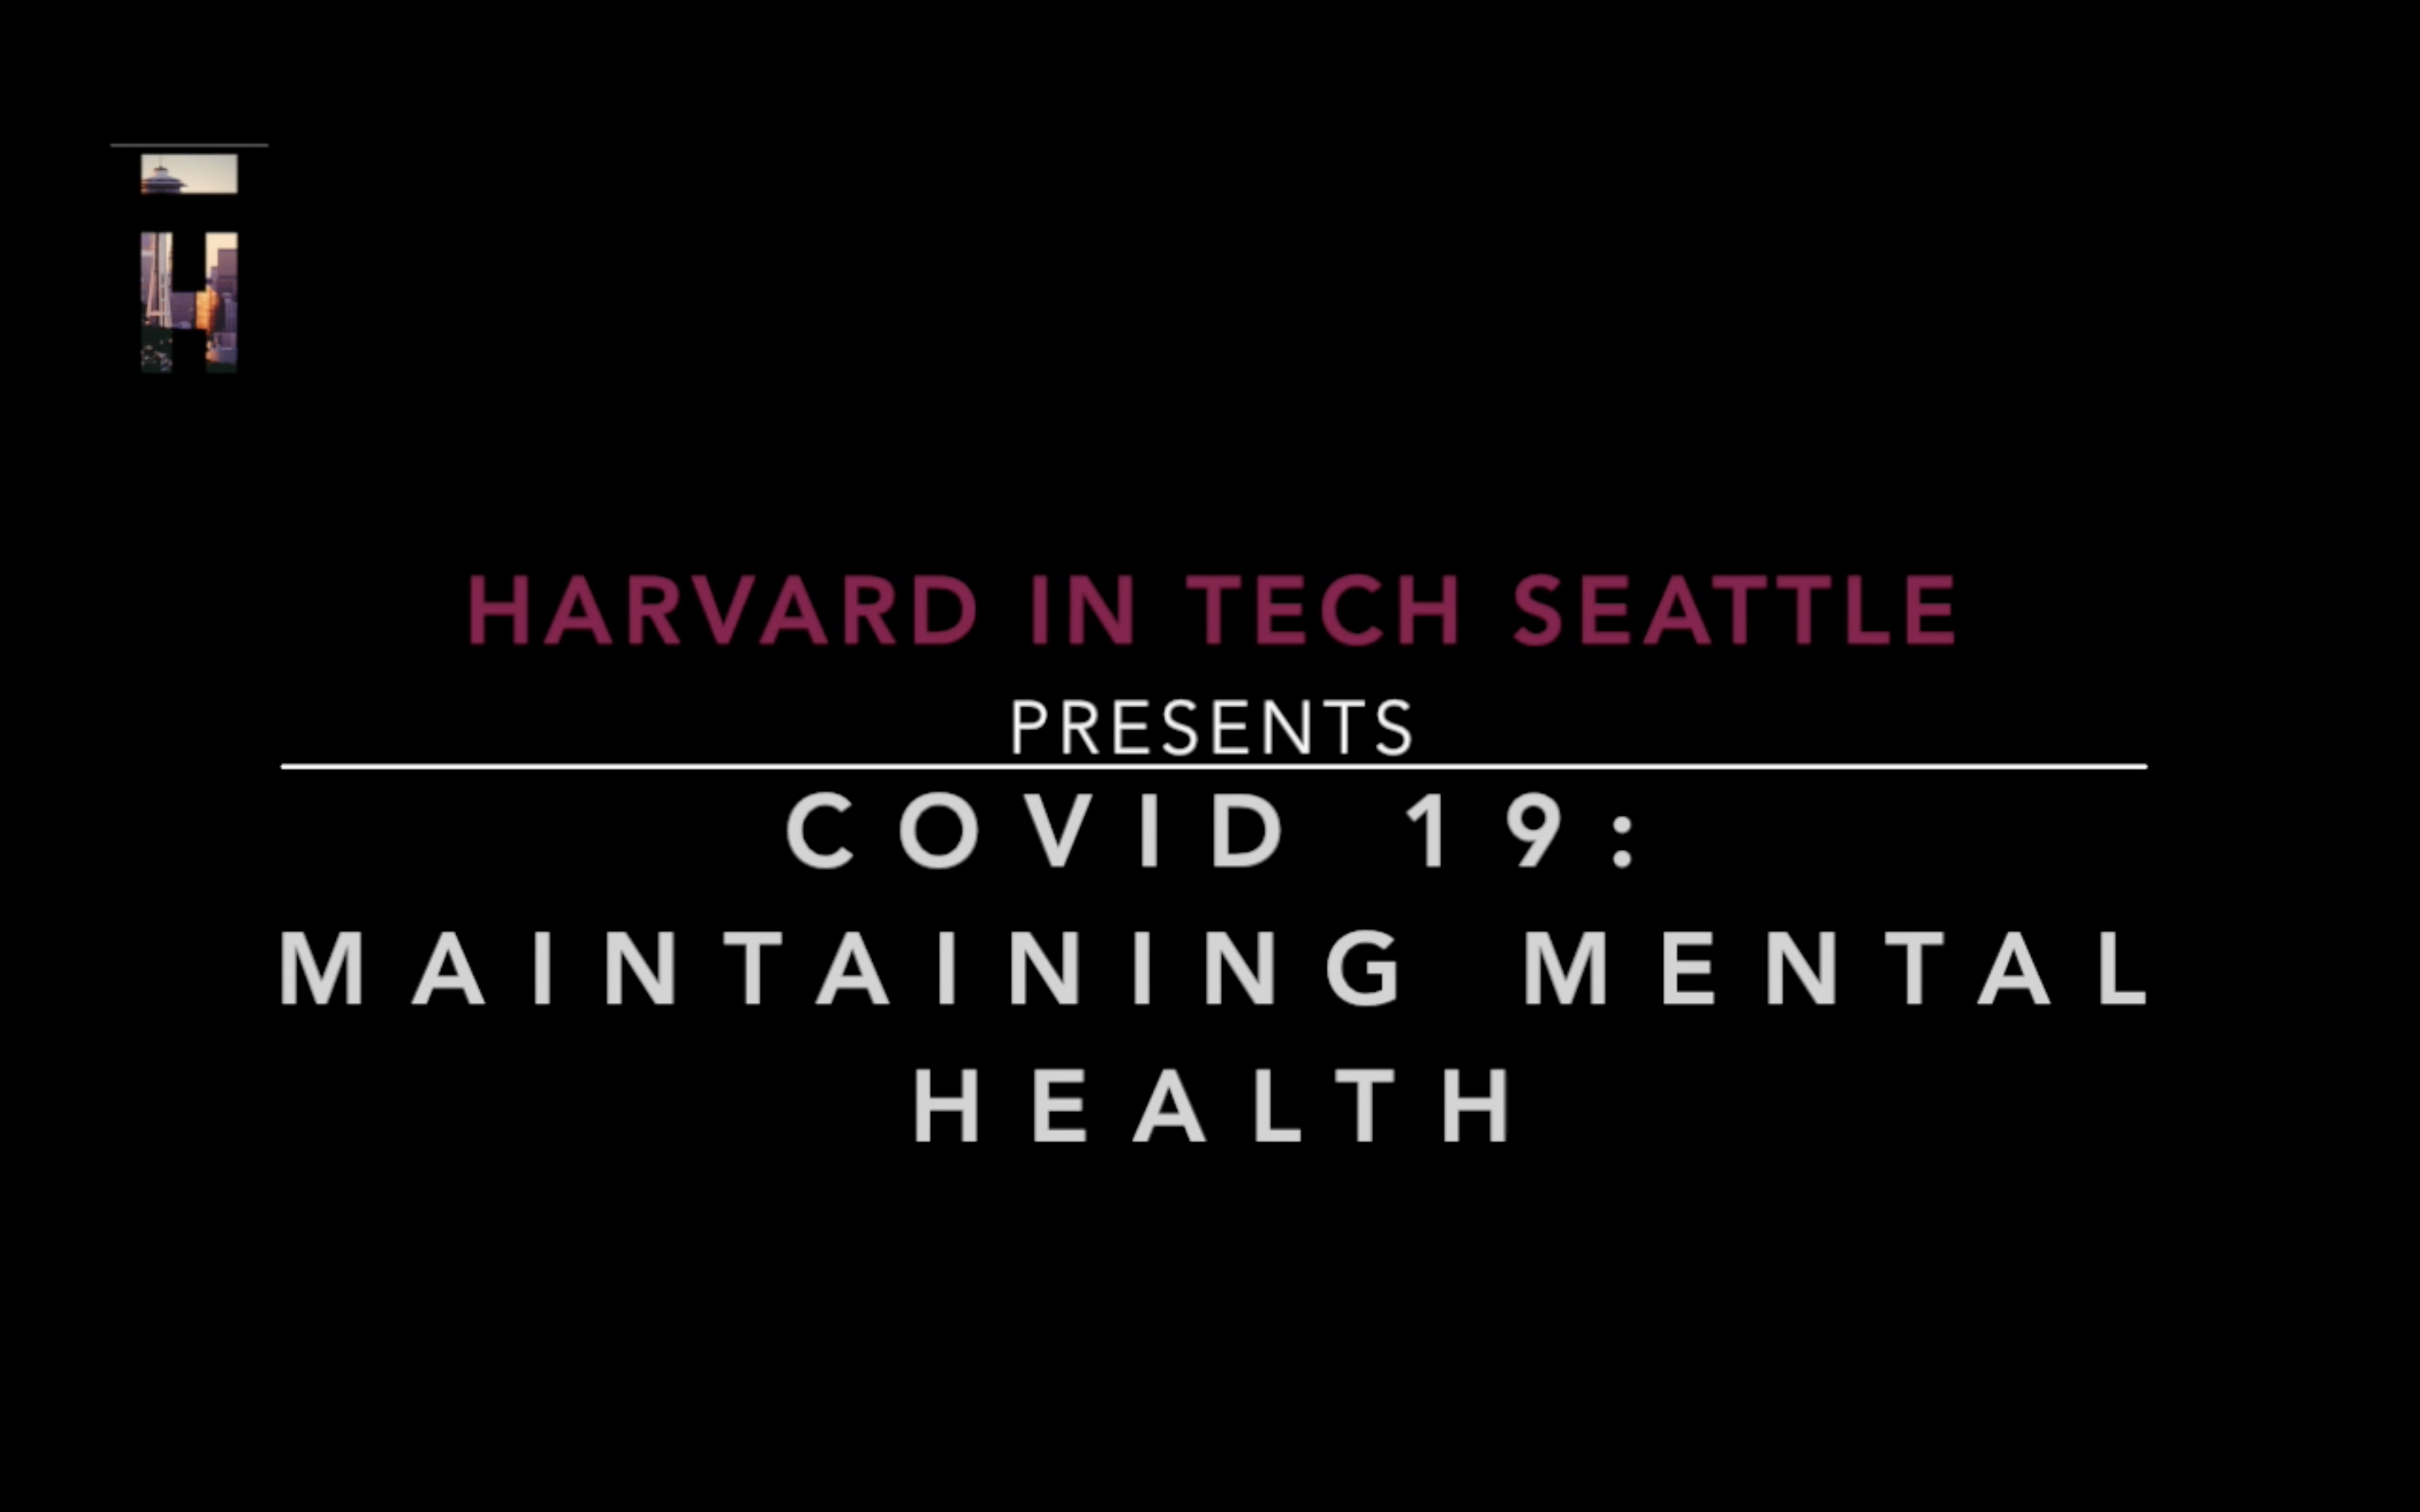 HARVARD IN TECH SEATTLE
PRESENTS
COVID 19:
MAINTAINING MENTAL
HEALTH